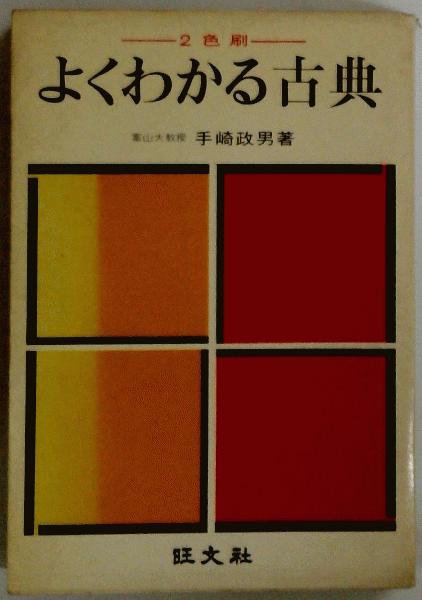 2色刷
よくわかる古典
富山大教授 手崎政男著
旺文社